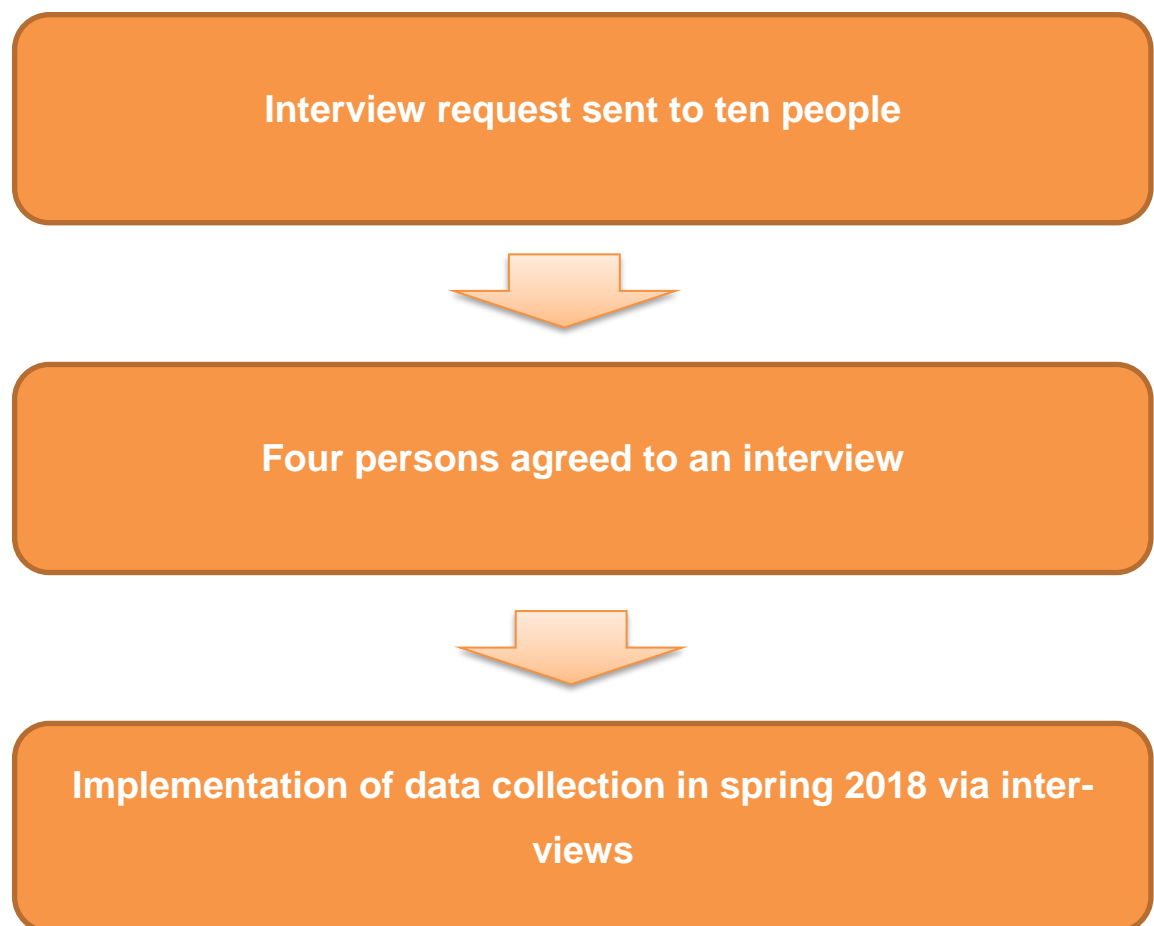 Interview request sent to ten people
Four persons agreed to an interview
Implementation of data collection in spring 2018 via inter-
views